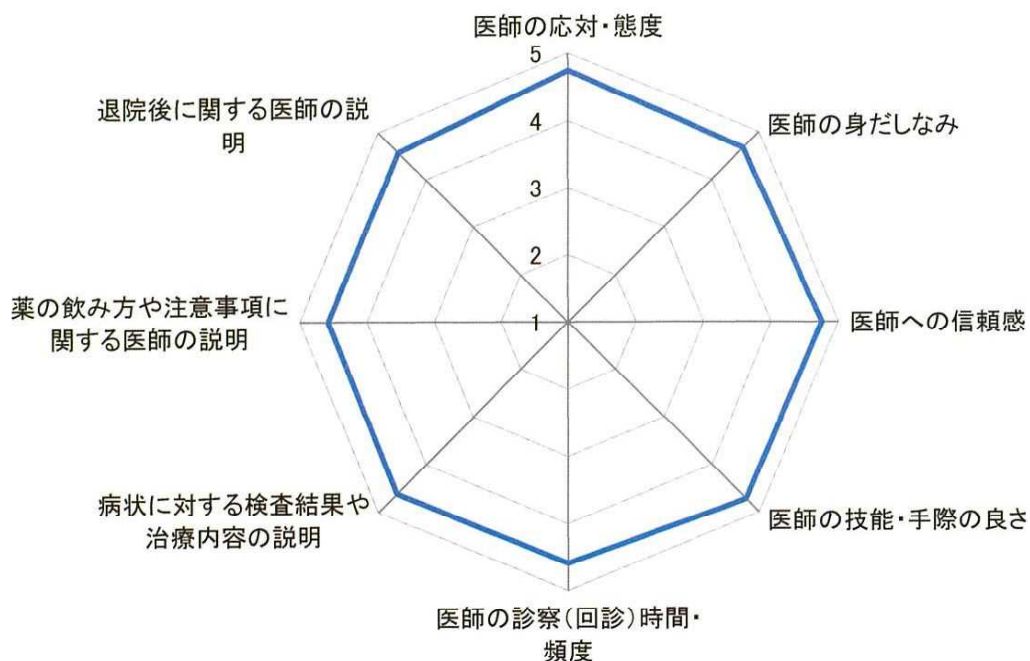 医師の応対・態度
5
退院後に関する医師の説
明
医師の身だしなみ
4
3
2
薬の飲み方や注意事項に
関する医師の説明
1
医師への信頼感
病状に対する検査結果や
治療内容の説明
医師の技能・手際の良さ
医師の診察(回診)時間・
頻度